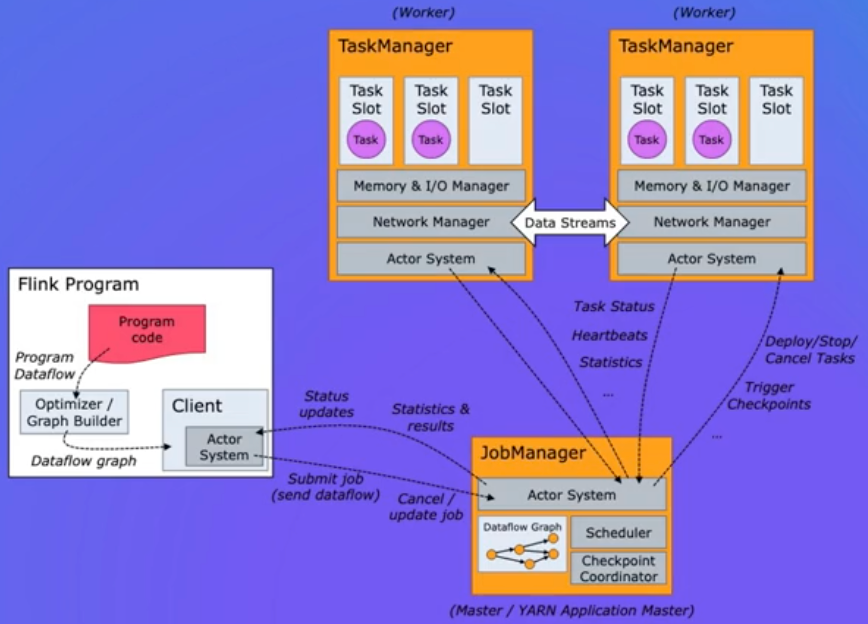 (Worker)
(Worker)
TaskManager
Task
Slot
Task
Task
Slot
Task
Task
Slot
Memory & I/O Manager
Network Manager
Actor System
Data Streams
TaskManager
Task
Slot
Task
Task
Slot
Task
Task
Slot
Memory & I/O Manager
Network Manager
Actor System
Flink Program
Program
code
Program
Dataflow
Optimizer /
Graph Builder
Dataflow graph
Client
Actor
System
Status
updates
Statistics &
results
Submit job
(send dataflow)
Cancel /
update job
Task Status
Heartbeats
Statistics
...
Deploy/Stop/
Cancel Tasks
Trigger
Checkpoints
...
JobManager
Actor System
Dataflow Graph
Scheduler
Checkpoint
Coordinator
(Master / YARN Application Master)